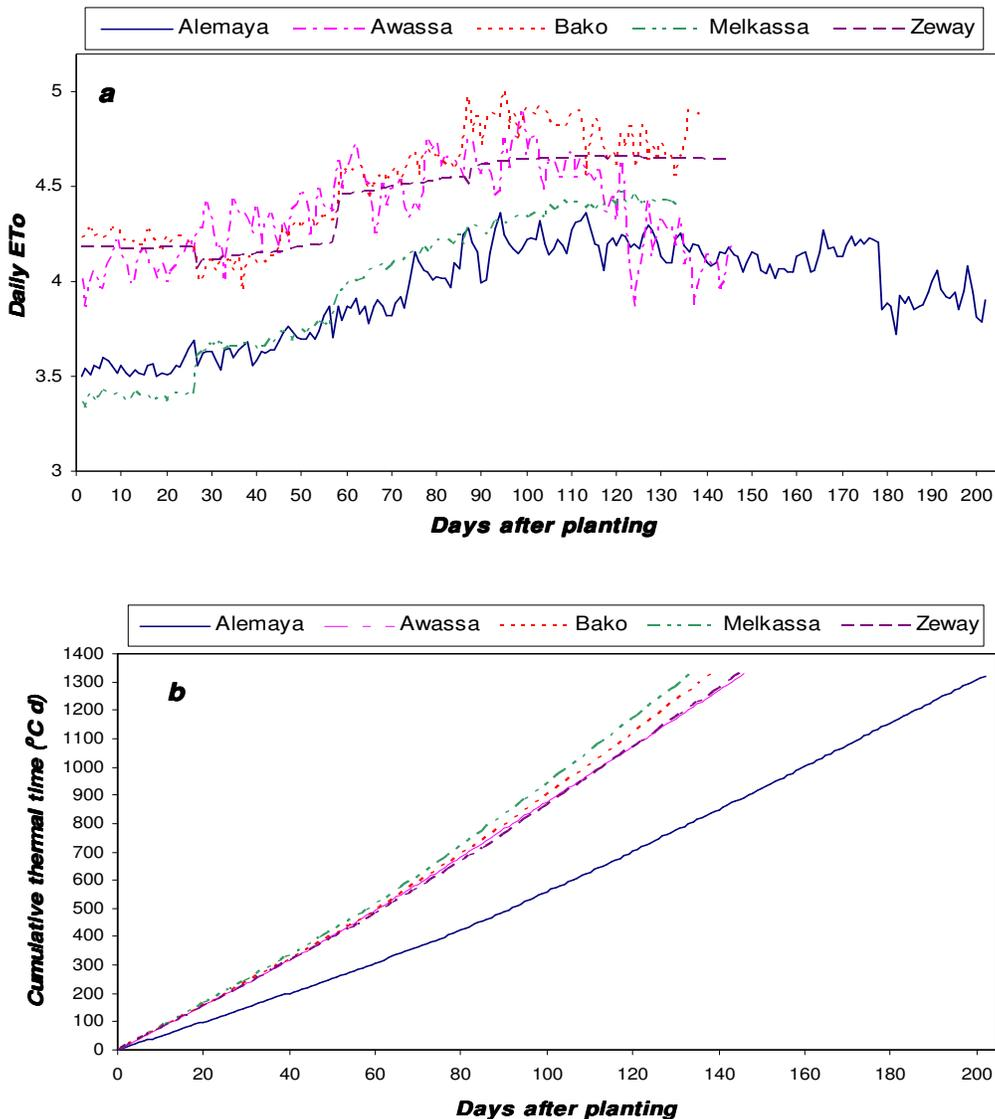 Alemaya Awassa Bako Melkassa Zeway
a
5
4.5
4
3.5
3
Daily ETo
0 10 20 30 40 50 60 70 80 90 100 110 120 130 140 150 160 170 180 190 200
Days after planting
Alemaya Awassa Bako Melkassa Zeway
b
1400
1300
1200
1100
1000
900
800
700
600
500
400
300
200
100
0
Cumulative thermal time (°C d)
0 20 40 60 80 100 120 140 160 180 200
Days after planting